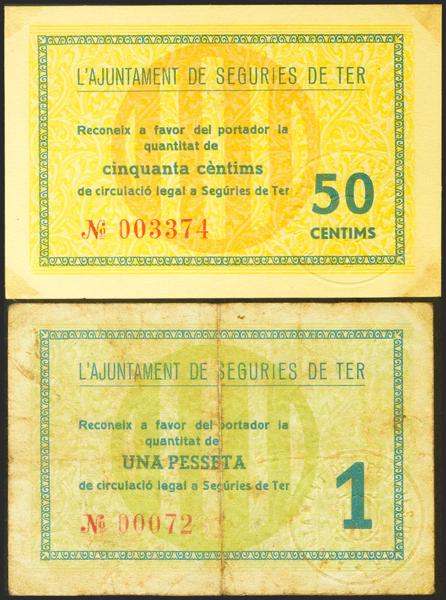 L'AJUNTAMENT DE SEGURIES DE TER
Reconeix a favor del portador la
quantitat de
cinquanta cèntims
de circulació legal a Segúries de Ter
50
CENTIMS
Nº 003374
L'AJUNTAMENT DE SEGURIES DE TER
Reconeix a favor del portador la
quantitat de
UNA PESSETA
de circulació legal a Segúries de Ter
1
Nº 00072